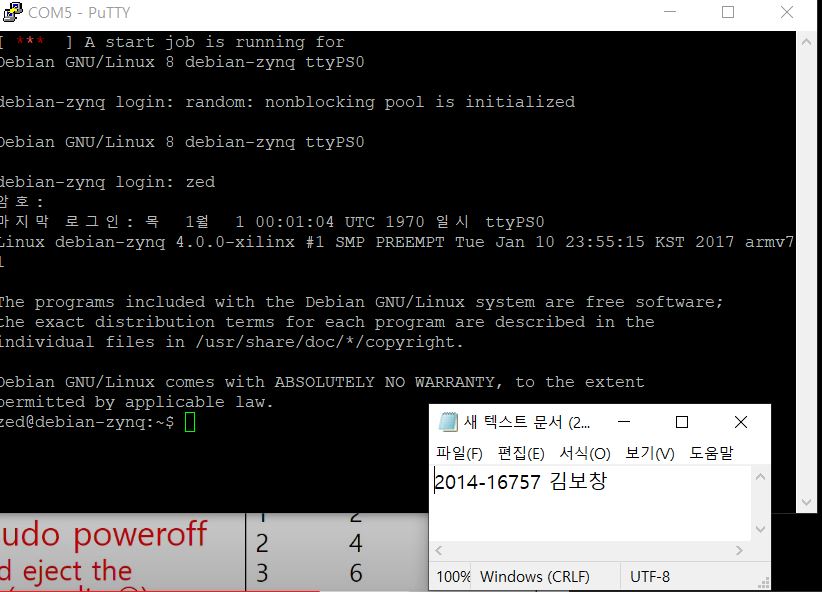 COM5 - PuTTY
[ *** ] A start job is running for
Debian GNU/Linux 8 debian-zynq ttyPS0
debian-zynq login: random: nonblocking pool is initialized
Debian GNU/Linux 8 debian-zynq ttyPS0
debian-zynq login: zed
암호:
마지막 로그인: 목 1월 1 00:01:04 UTC 1970 일시 ttyPS0
Linux debian-zynq 4.0.0-xilinx #1 SMP PREEMPT Tue Jan 10 23:55:15 KST 2017 armv7
l
The programs included with the Debian GNU/Linux system are free software;
the exact distribution terms for each program are described in the
individual files in /usr/share/doc/*/copyright.
Debian GNU/Linux comes with ABSOLUTELY NO WARRANTY, to the extent
permitted by applicable law.
zed@debian-zynq:~$
새 텍스트 문서 (2...
파일(F) 편집(E) 서식(O) 보기(V) 도움말
2014-16757 김보창
100% Windows (CRLF) UTF-8
udo poweroff
d eject the
1 2
2 4
3 6